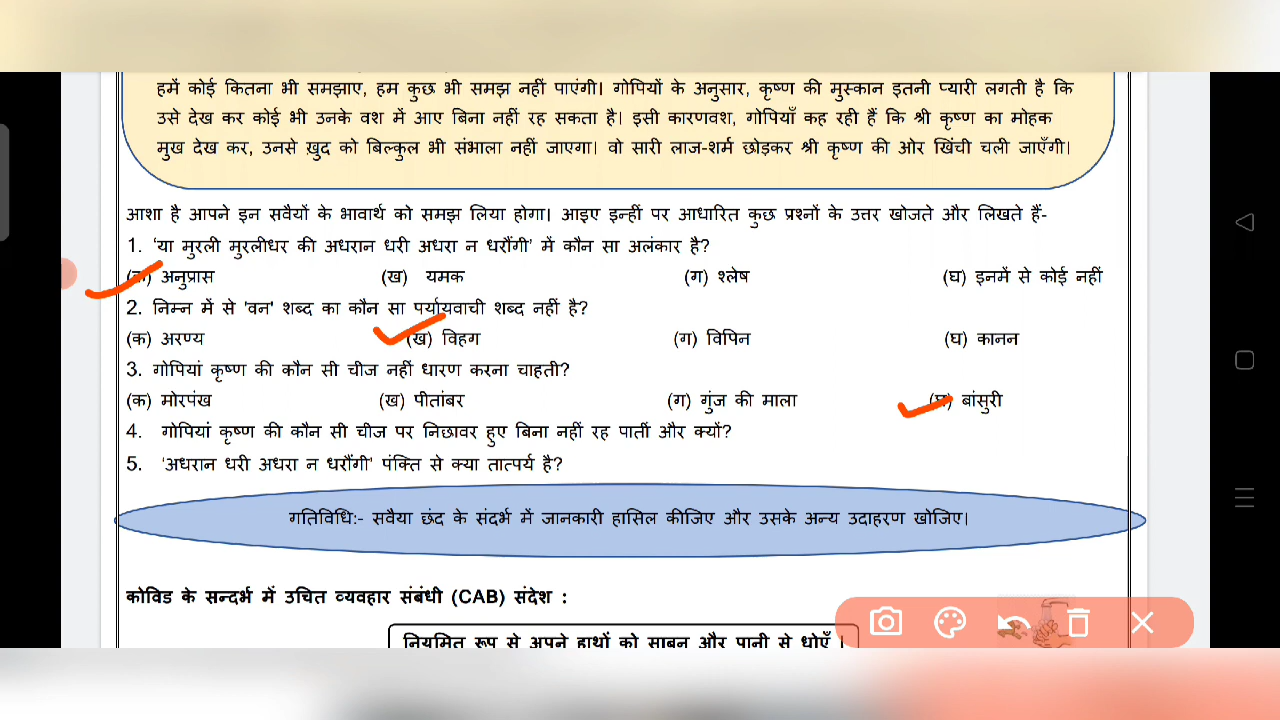 हमें कोई कितना भी समझाए, हम कुछ भी समझ नहीं पाएंगी। गोपियों के अनुसार, कृष्ण की मुस्कान इतनी प्यारी लगती है कि
उसे देख कर कोई भी उनके वश में आए बिना नहीं रह सकता है। इसी कारणवश, गोपियाँ कह रही हैं कि श्री कृष्ण का मोहक
मुख देख कर, उनसे ख़ुद को बिल्कुल भी संभाला नहीं जाएगा। वो सारी लाज-शर्म छोड़कर श्री कृष्ण की ओर खिंची चली जाएँगी।
आशा है आपने इन सवैयों के भावार्थ को समझ लिया होगा। आइए इन्हीं पर आधारित कुछ प्रश्नों के उत्तर खोजते और लिखते हैं-
1. 'या मुरली मुरलीधर की अधरान धरी अधरा न धरौंगी' में कौन सा अलंकार है?
(क) अनुप्रास (ख) यमक (ग) श्लेष (घ) इनमें से कोई नहीं
2. निम्न में से 'वन' शब्द का कौन सा पर्यायवाची शब्द नहीं है?
(क) अरण्य (ख) विहग (ग) विपिन (घ) कानन
3. गोपियां कृष्ण की कौन सी चीज नहीं धारण करना चाहती?
(क) मोरपंख (ख) पीतांबर (ग) गुंज की माला (घ) बांसुरी
4. गोपियां कृष्ण की कौन सी चीज पर निछावर हुए बिना नहीं रह पातीं और क्यों?
5. 'अधरान धरी अधरा न धरौंगी' पंक्ति से क्या तात्पर्य है?
गतिविधि:- सवैया छंद के संदर्भ में जानकारी हासिल कीजिए और उसके अन्य उदाहरण खोजिए।
कोविड के सन्दर्भ में उचित व्यवहार संबंधी (CAB) संदेश :
नियमित रूप से अपने हाथों को साबुन और पानी से धोएँ ।